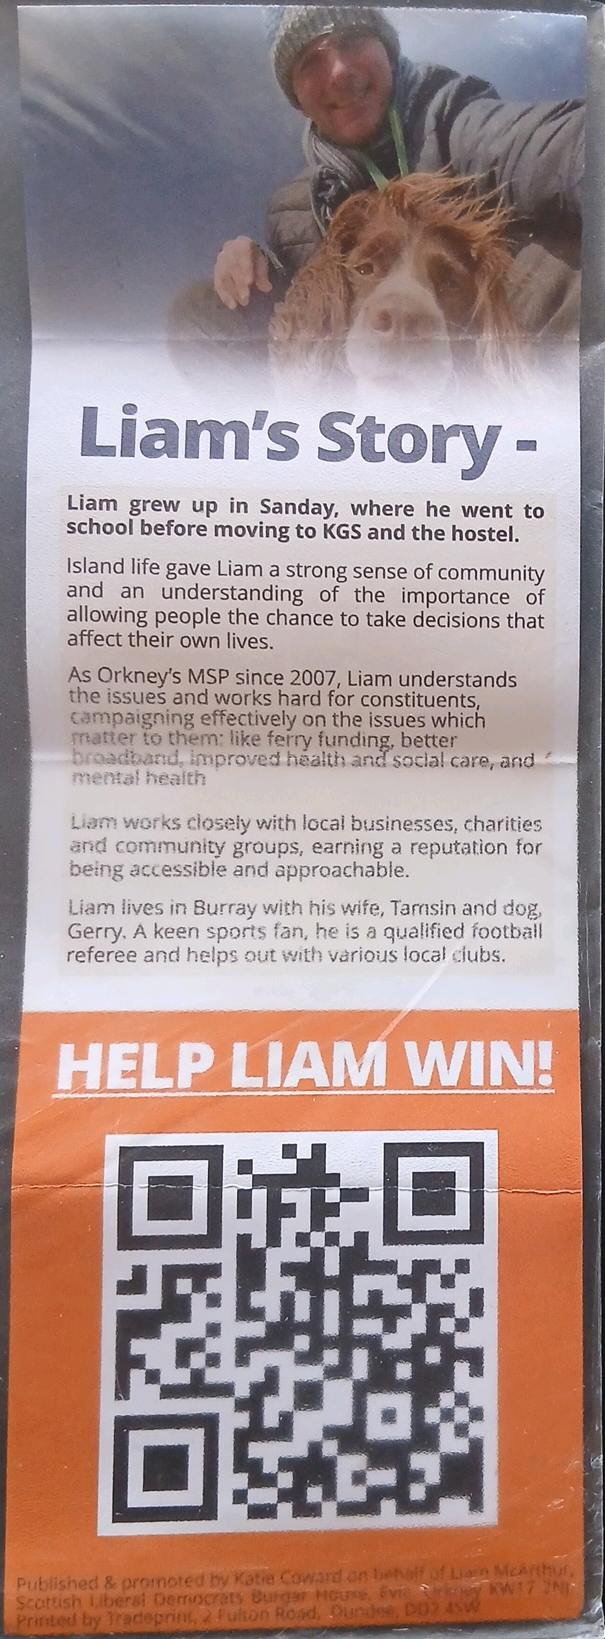 Liam's Story -
Liam grew up in Sanday, where he went to
school before moving to KGS and the hostel.
Island life gave Liam a strong sense of community
and an understanding of the importance of
allowing people the chance to take decisions that
affect their own lives.
As Orkney's MSP since 2007, Liam understands
the issues and works hard for constituents,
campaigning effectively on the issues which
matter to them: like ferry funding, better
broadband, improved health and social care, and
mental health
Liam works closely with local businesses, charities
and community groups, earning a reputation for
being accessible and approachable.
Liam lives in Burray with his wife, Tamsin and dog,
Gerry. A keen sports fan, he is a qualified football
referee and helps out with various local clubs.
HELP LIAM WIN!
Published & promoted by Katie Coward on behalf of Liam McArthur,
Scottish Liberal Democrats Burgar House, Evie Orkney KW17
Printed by Tradeprint, 2 Fulton Road, Dundee, DD2 4SW